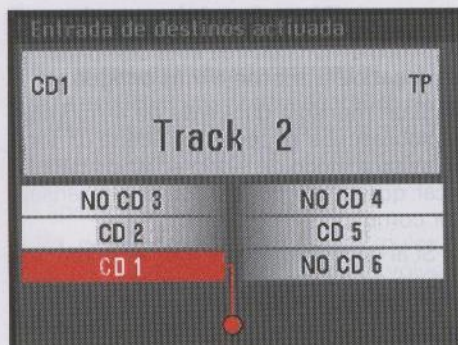 Entrada de destinos activada
CD1 TP
Track 2
NO CD 3 NO CD 4
CD 2 CD 5
CD 1 NO CD 6